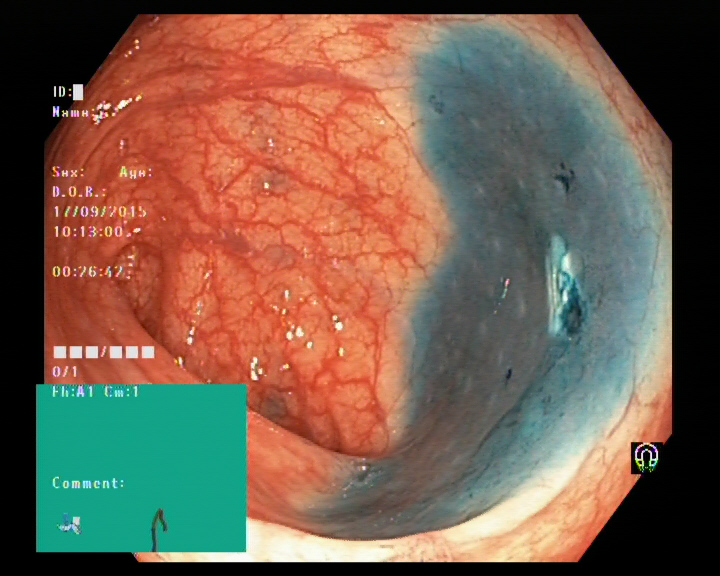 ID:
Name:
Sex: Age:
D.O.B.:
17/09/2015
10:13:00
00:26:42
■■■/■■■
0/1
Ph:A1 Cm:1
Comment: